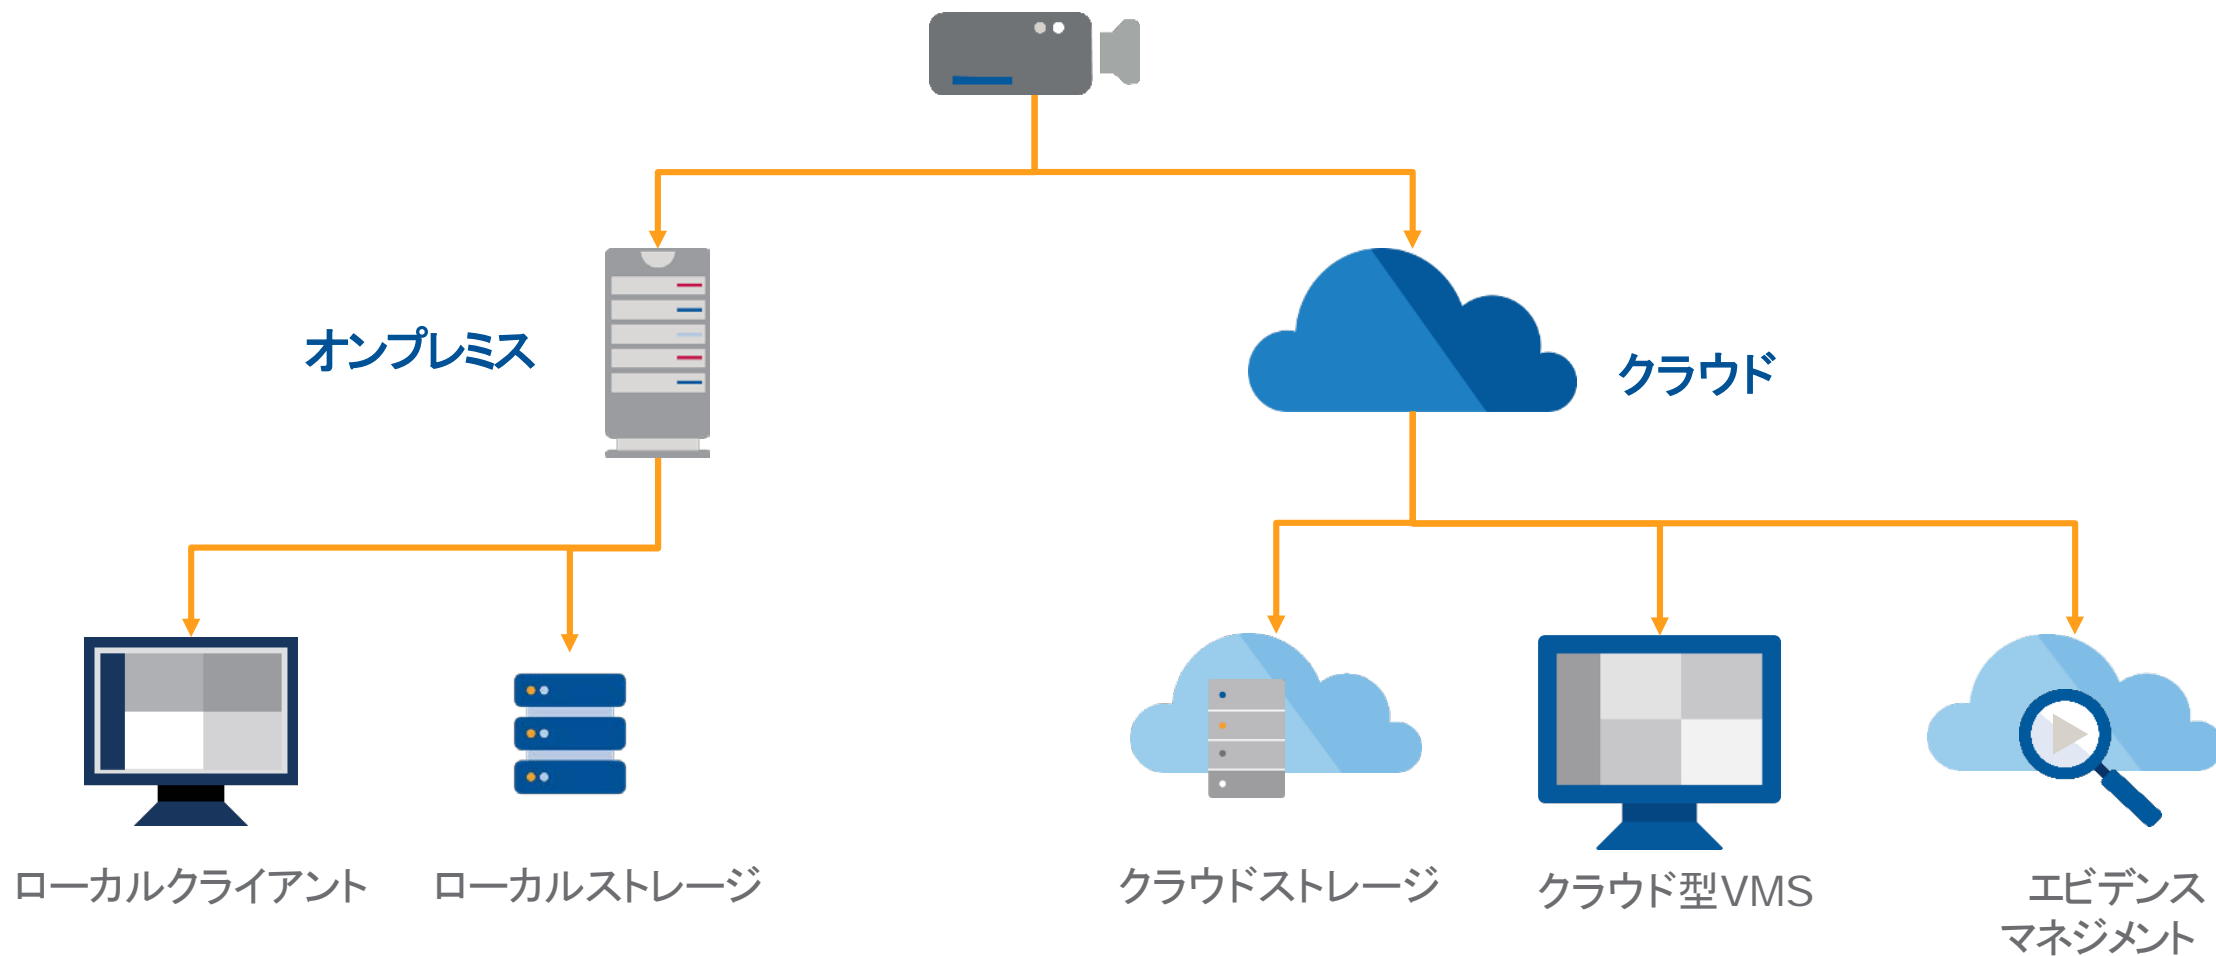 オンプレミス
クラウド
ローカルクライアント
ローカルストレージ
クラウドストレージ
クラウド型VMS
エビデンス
マネジメント